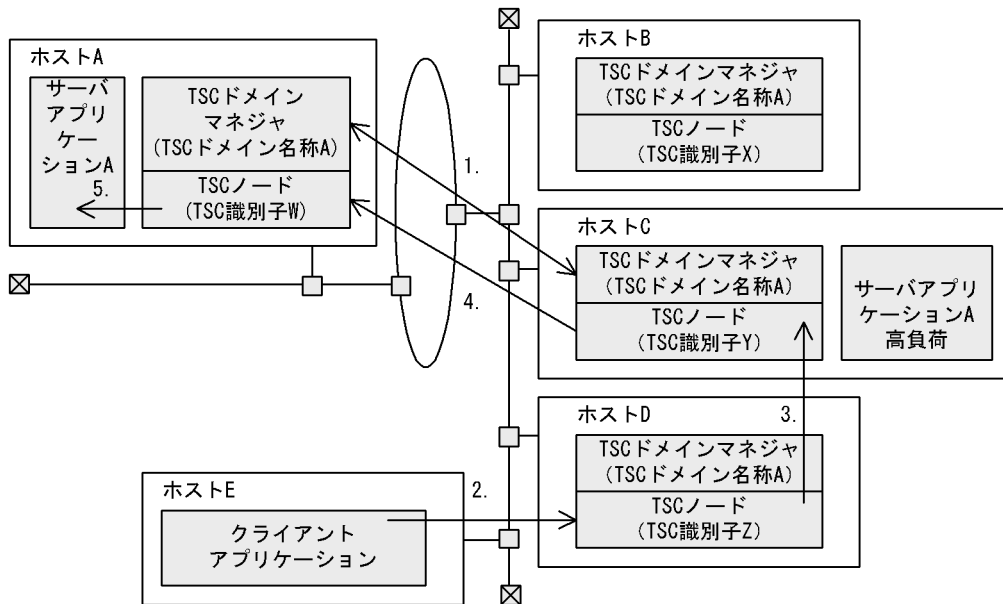 ホストA
サーバ
アプリ
ケー
ションA
TSCドメイン
マネジャ
(TSCドメイン名称A)
TSCノード
(TSC識別子W)
5.
1.
4.
ホストB
TSCドメインマネジャ
(TSCドメイン名称A)
TSCノード
(TSC識別子X)
ホストC
TSCドメインマネジャ
(TSCドメイン名称A)
TSCノード
(TSC識別子Y)
サーバアプリ
ケーションA
高負荷
3.
ホストD
TSCドメインマネジャ
(TSCドメイン名称A)
TSCノード
(TSC識別子Z)
2.
ホストE
クライアント
アプリケーション